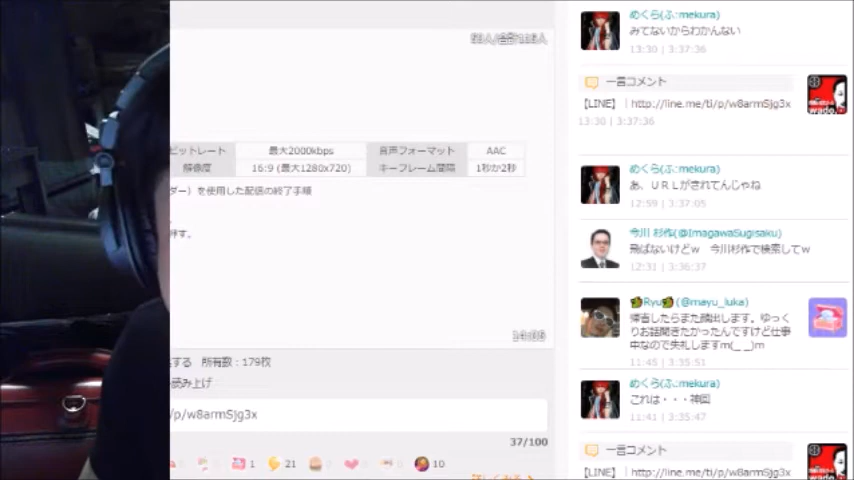 ビットレート 最大2000kbps 音声フォーマット AAC
解像度 16:9 (最大1280x720) キーフレーム間隔 1秒か2秒
ダー）を使用した配信の終了手順
押す。
14:05
する 所有数：179枚
読み上げ
/p/w8armSjg3x
37/100
1 21 10
めくら(ふ:mekura)
みてないからわかんない
13:30 | 3:37:36
一言コメント
【LINE】｜http://line.me/ti/p/w8armSjg3x
13:30 | 3:37:36
wado.
めくら(ふ:mekura)
あ、ＵＲＬがきれてんじゃね
12:59 | 3:37:05
今川 杉作(@ImagawaSugisaku)
飛ばないけどｗ 今川杉作で検索してｗ
12:31 | 3:36:37
Ryu (@mayu_luka)
帰宅したらまた顔出します。ゆっく
りお話聞きたかったんですけど仕事
中なので失礼しますm(_ _)m
11:45 | 3:35:51
めくら(ふ:mekura)
これは・・・神回
11:41 | 3:35:47
一言コメント
【LINE】｜http://line.me/ti/p/w8armSjg3x
wado.